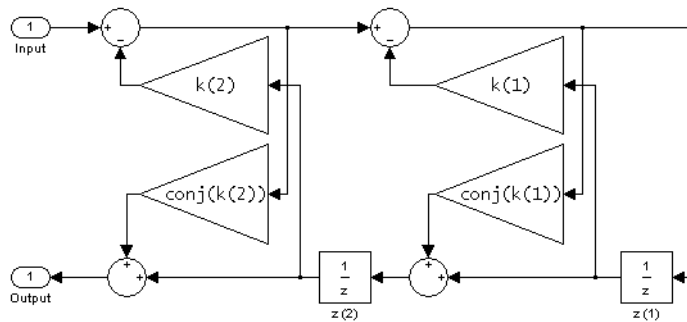 1
Input
+
−
+
−
k(2)
k(1)
conj(k(2))
conj(k(1))
+
+
+
+
1
Output
1
z
z(2)
1
z
z(1)